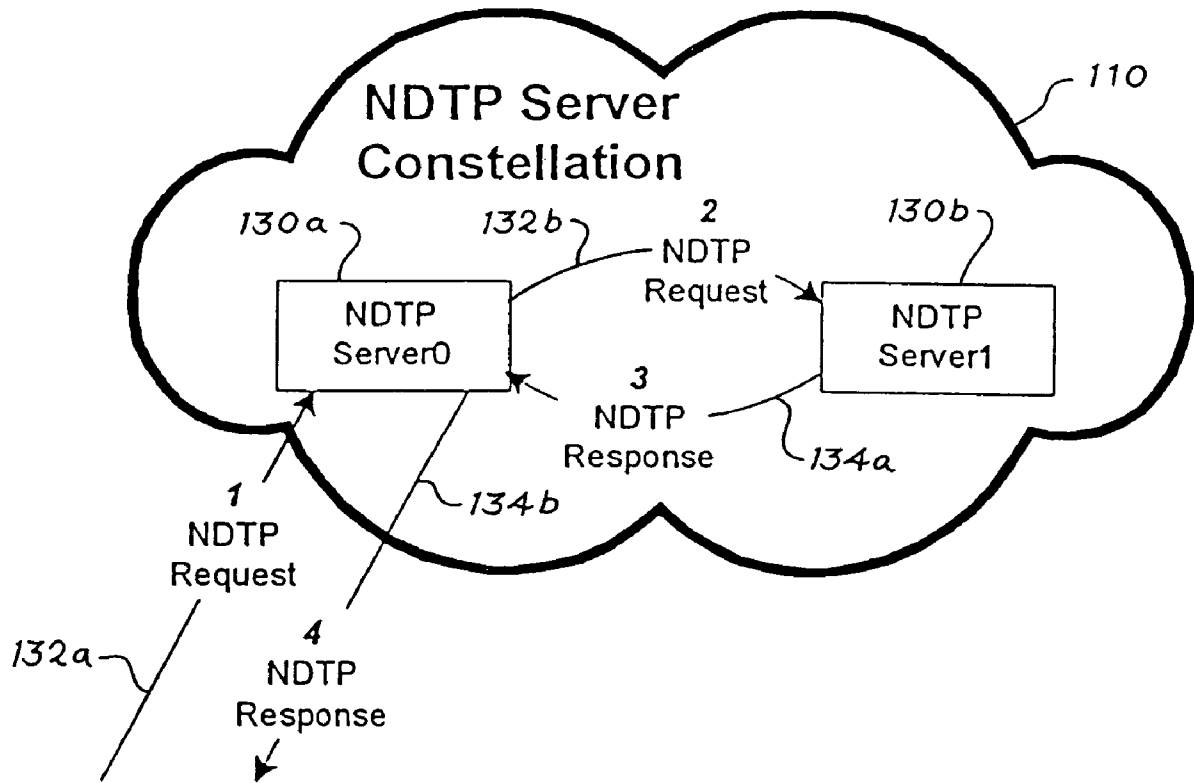 110
NDTP Server
Constellation
130a
132b
2
NDTP
Request
130b
NDTP
Server0
NDTP
Server1
3
NDTP
Response
134a
134b
1
NDTP
Request
132a
4
NDTP
Response